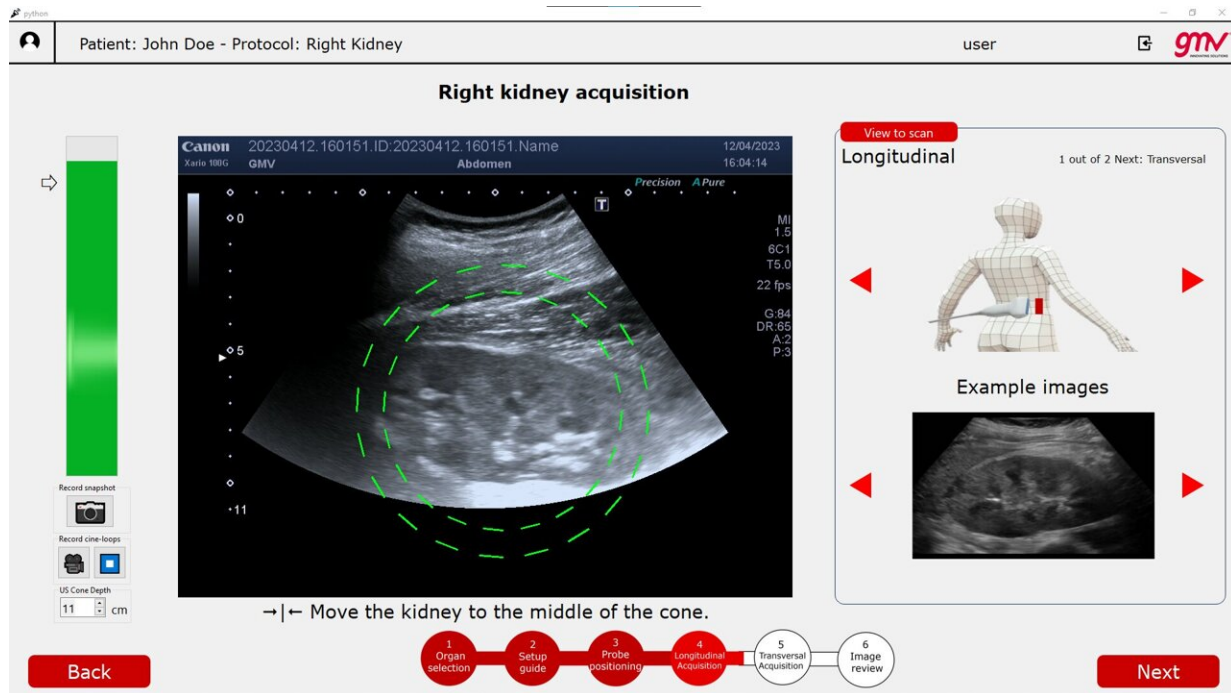 python
Patient: John Doe - Protocol: Right Kidney
user
gmv
INNOVATING SOLUTIONS
Right kidney acquisition
Canon
20230412.160151.ID:20230412.160151.Name
12/04/2023
Xario 100G
GMV
Abdomen
16:04:14
Precision A Pure
T
0
5
11
MI
1.5
6C1
T5.0
22 fps
G:84
DR:65
A:2
P:3
Record snapshot
Record cine-loops
US Cone Depth
11 cm
→|← Move the kidney to the middle of the cone.
View to scan
Longitudinal
1 out of 2 Next: Transversal
Example images
Back
1
Organ
selection
2
Setup
guide
3
Probe
positioning
4
Longitudinal
Acquisition
5
Transversal
Acquisition
6
Image
review
Next